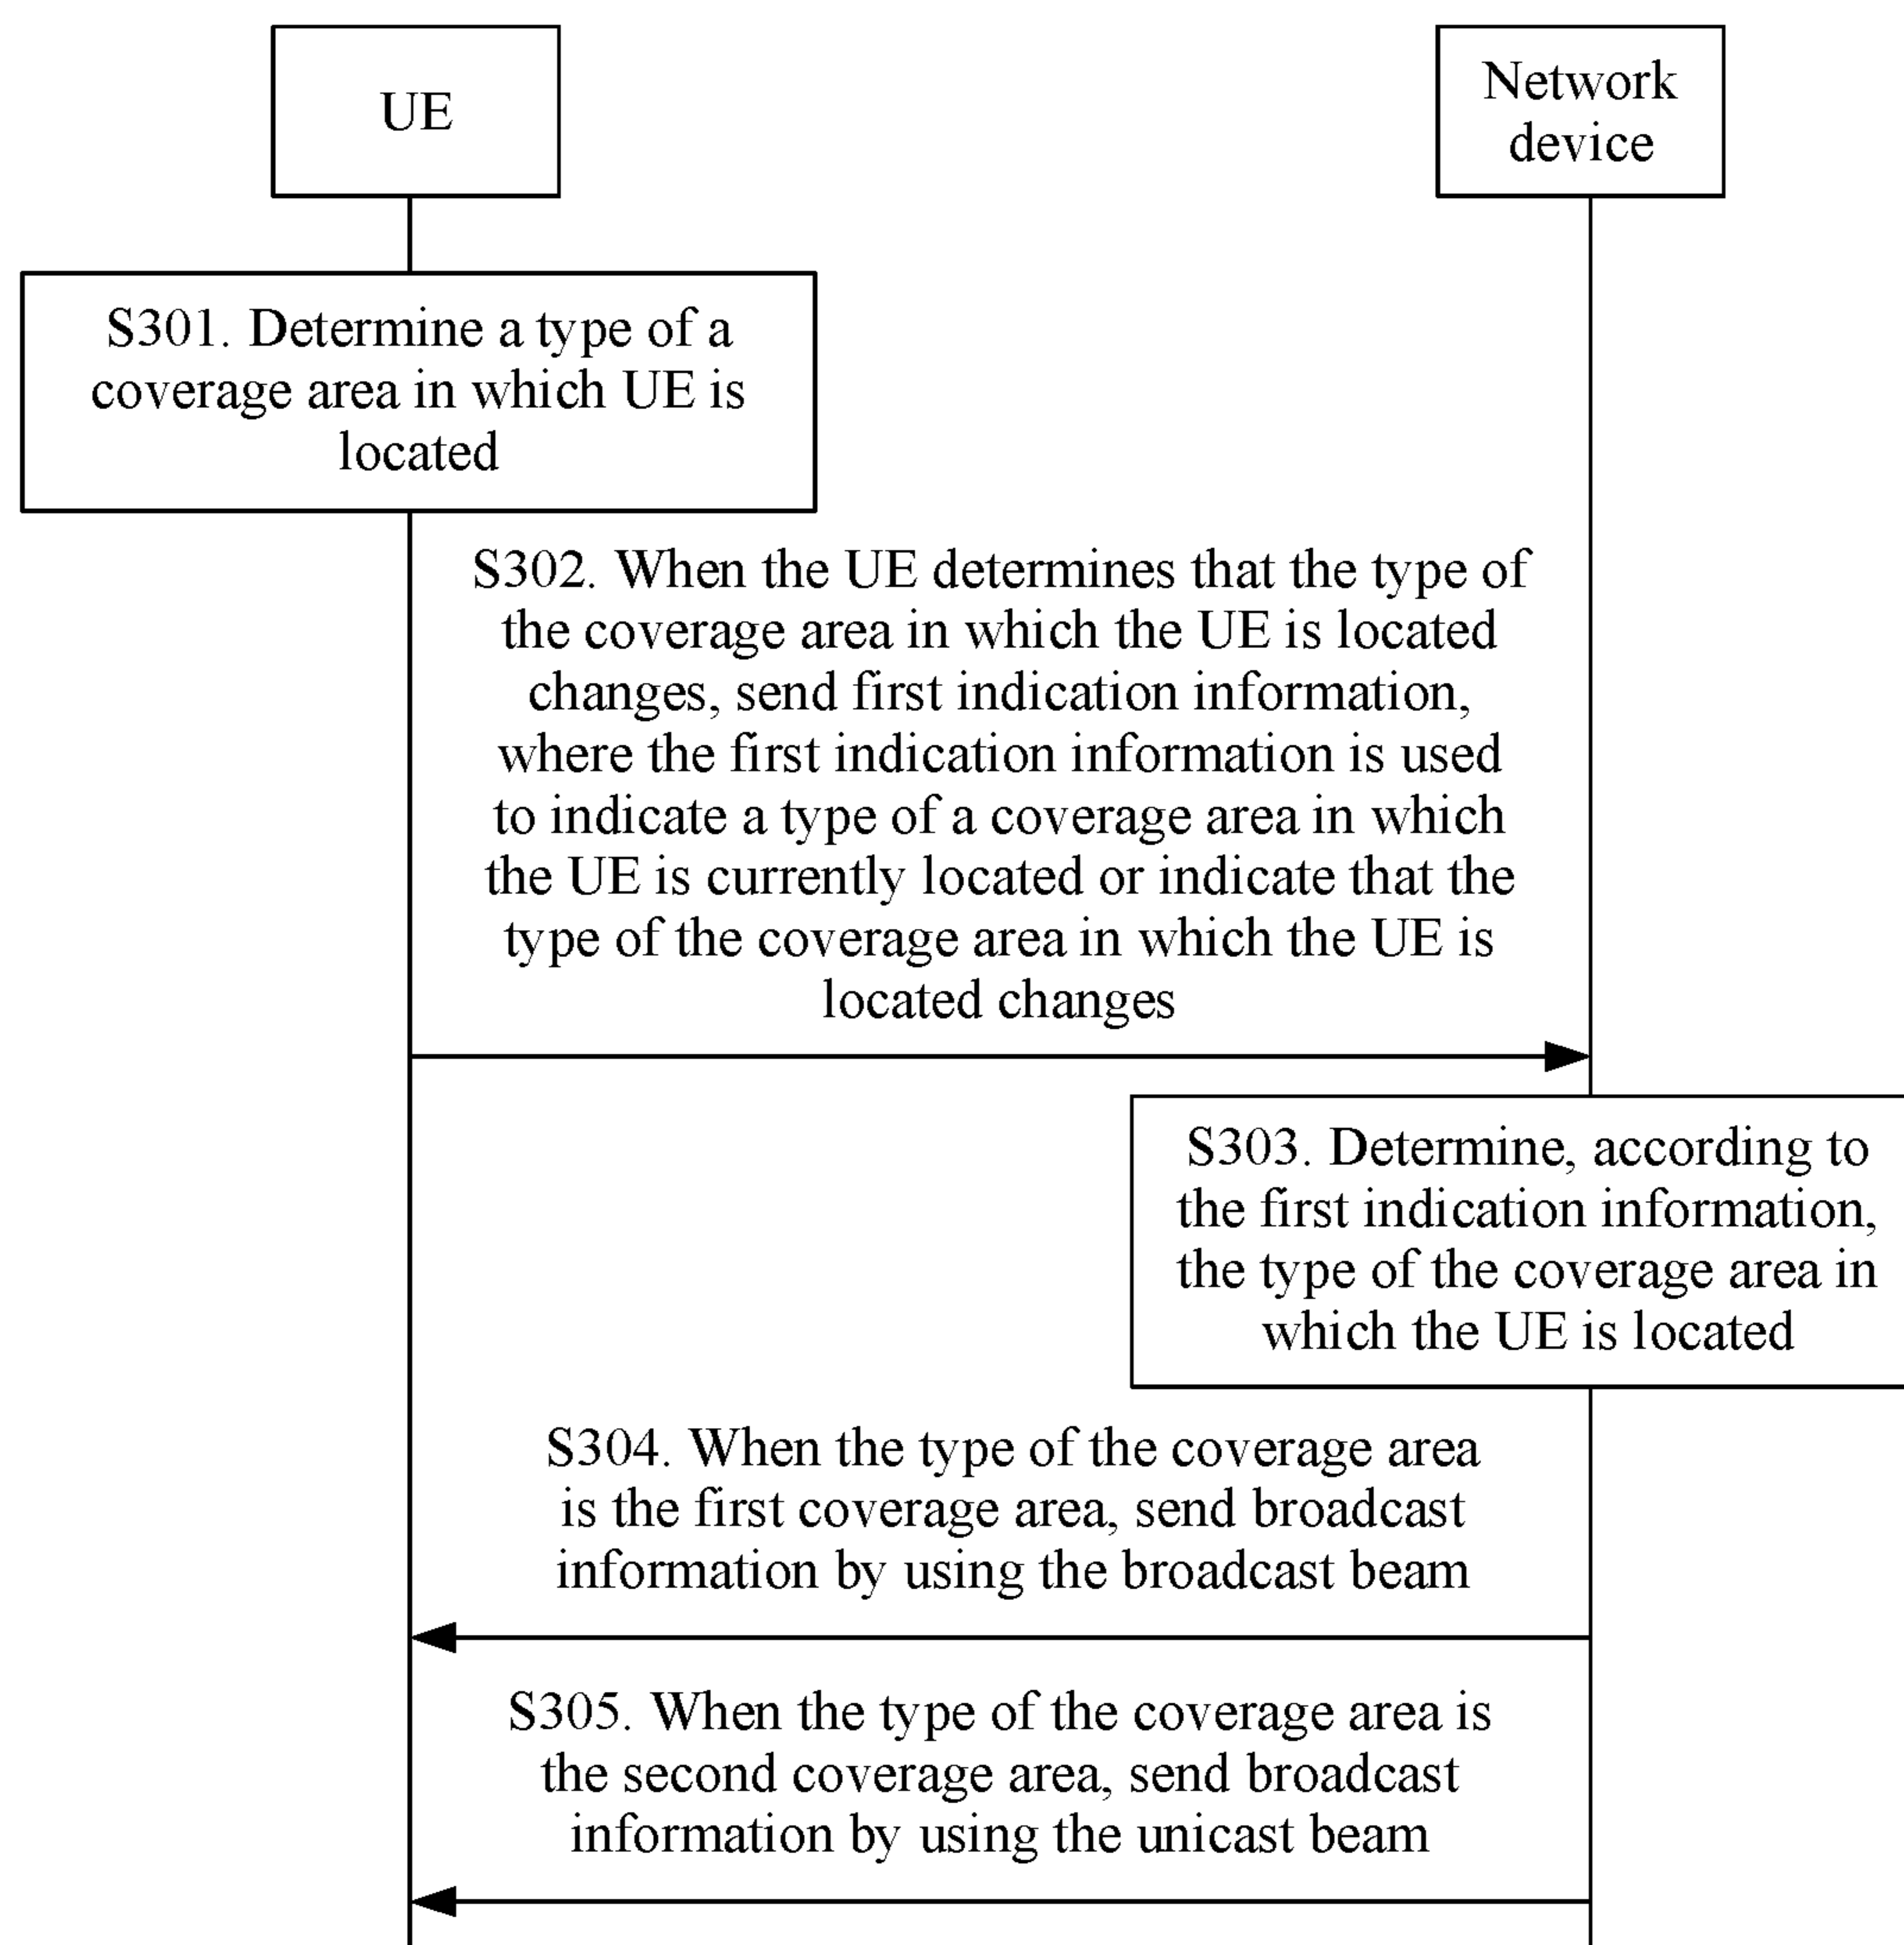 UE
Network
device
S301. Determine a type of a
coverage area in which UE is
located
S302. When the UE determines that the type of
the coverage area in which the UE is located
changes, send first indication information,
where the first indication information is used
to indicate a type of a coverage area in which
the UE is currently located or indicate that the
type of the coverage area in which the UE is
located changes
S303. Determine, according to
the first indication information,
the type of the coverage area in
which the UE is located
S304. When the type of the coverage area
is the first coverage area, send broadcast
information by using the broadcast beam
S305. When the type of the coverage area is
the second coverage area, send broadcast
information by using the unicast beam